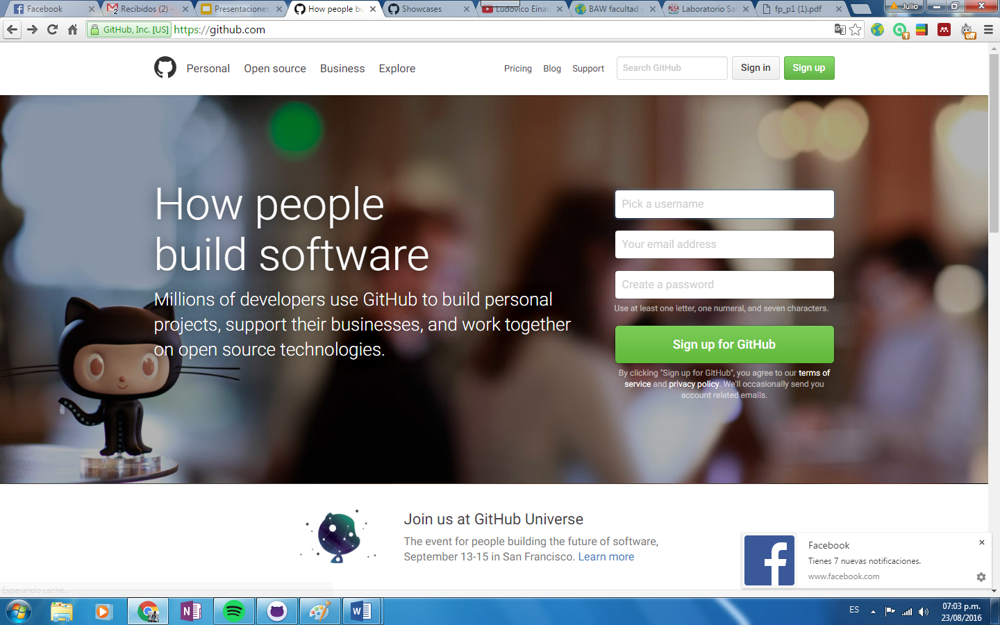 Facebook
Recibidos (2) -
Presentaciones
How people bu
Showcases
Ludovico Einau
BAW facultad
Laboratorio Sa
fp_p1 (1).pdf
Julio
GitHub, Inc. [US]
https://github.com
1
off
Personal
Open source
Business
Explore
Pricing
Blog
Support
Search GitHub
Sign in
Sign up
How people
build software
Millions of developers use GitHub to build personal
projects, support their businesses, and work together
on open source technologies.
Pick a username
Your email address
Create a password
Use at least one letter, one numeral, and seven characters.
Sign up for GitHub
By clicking "Sign up for GitHub", you agree to our terms of
service and privacy policy. We'll occasionally send you
account related emails.
Join us at GitHub Universe
The event for people building the future of software,
September 13-15 in San Francisco. Learn more
Facebook
Tienes 7 nuevas notificaciones.
www.facebook.com
Esperando caché...
ES
07:03 p.m.
23/08/2016